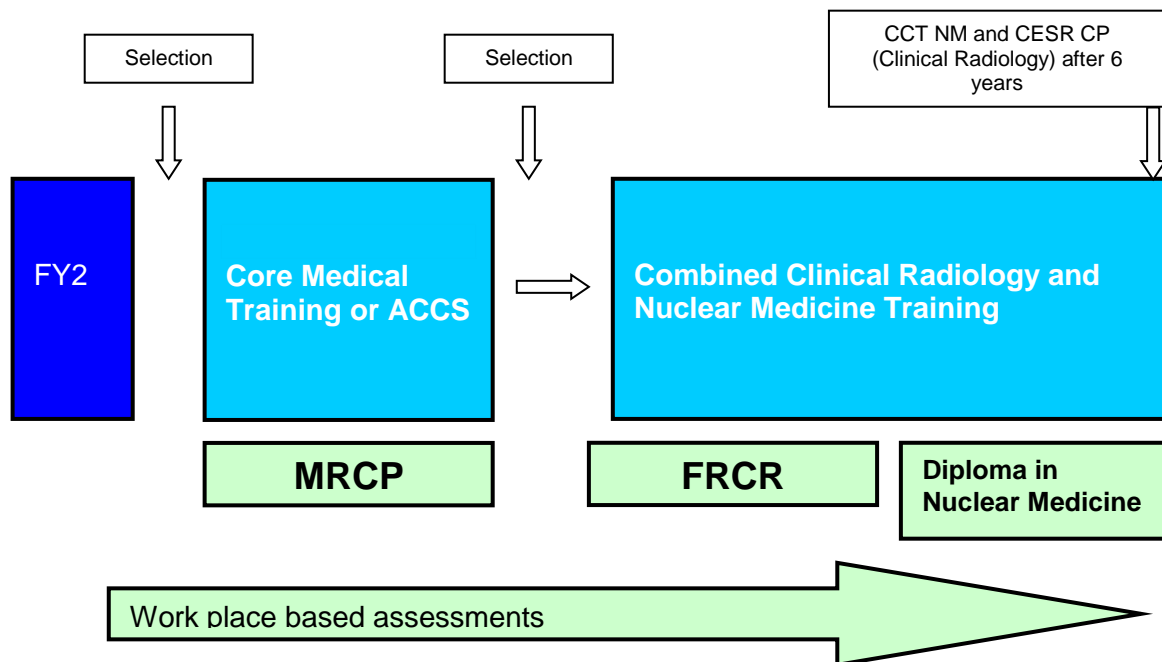 Selection
Selection
CCT NM and CESR CP
(Clinical Radiology) after 6
years
FY2
Core Medical
Training or ACCS
Combined Clinical Radiology and
Nuclear Medicine Training
MRCP
FRCR
Diploma in
Nuclear Medicine
Work place based assessments